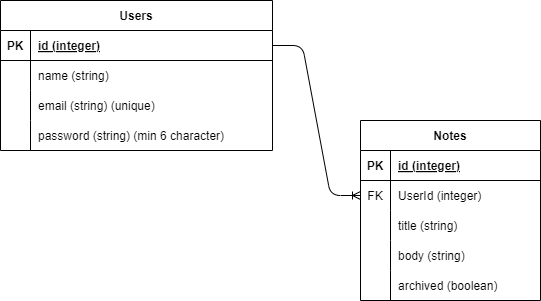 Users
PK id (integer)
name (string)
email (string) (unique)
password (string) (min 6 character)
Notes
PK id (integer)
FK UserId (integer)
title (string)
body (string)
archived (boolean)